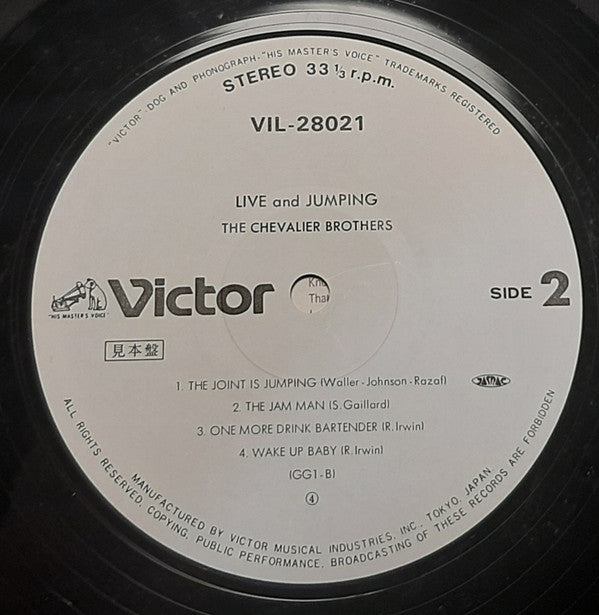 "VICTOR"-DOG AND PHONOGRAPH-"HIS MASTER'S VOICE" TRADEMARKS REGISTERED
STEREO 33 1/3 r.p.m.
VIL-28021
LIVE and JUMPING
THE CHEVALIER BROTHERS
"HIS MASTER'S VOICE"
Victor
SIDE 2
見本盤
1. THE JOINT IS JUMPING (Waller-Johnson-Razaf) JASRAC
2. THE JAM MAN (S. Gaillard)
3. ONE MORE DRINK BARTENDER (R. Irwin)
4. WAKE UP BABY (R. Irwin)
(GG1-B)
④
MANUFACTURED BY VICTOR MUSICAL INDUSTRIES, INC., TOKYO, JAPAN
ALL RIGHTS RESERVED. COPYING, PUBLIC PERFORMANCE, BROADCASTING OF THESE RECORDS ARE FORBIDDEN